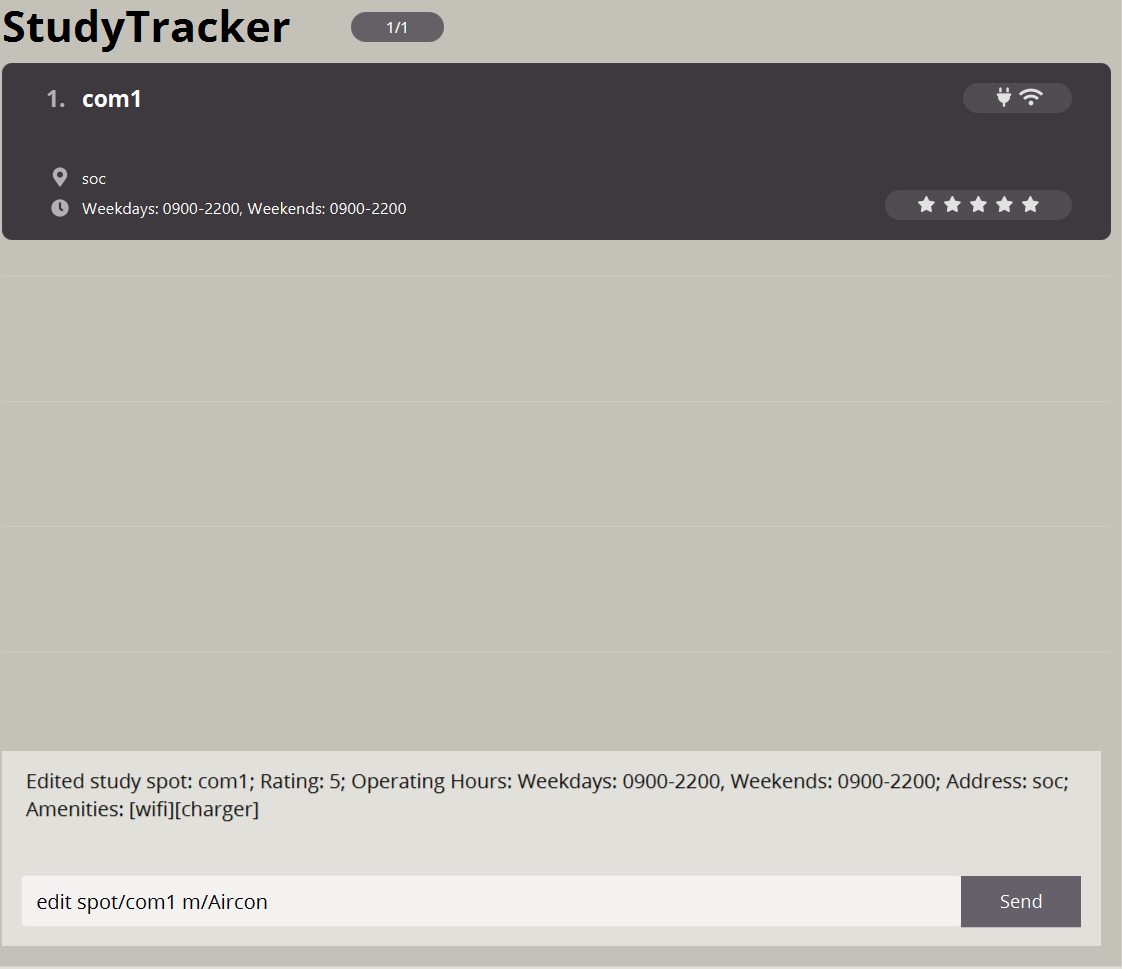 StudyTracker
1/1
1. com1
soc
Weekdays: 0900-2200, Weekends: 0900-2200
Edited study spot: com1; Rating: 5; Operating Hours: Weekdays: 0900-2200, Weekends: 0900-2200; Address: soc;
Amenities: [wifi][charger]
edit spot/com1 m/Aircon
Send